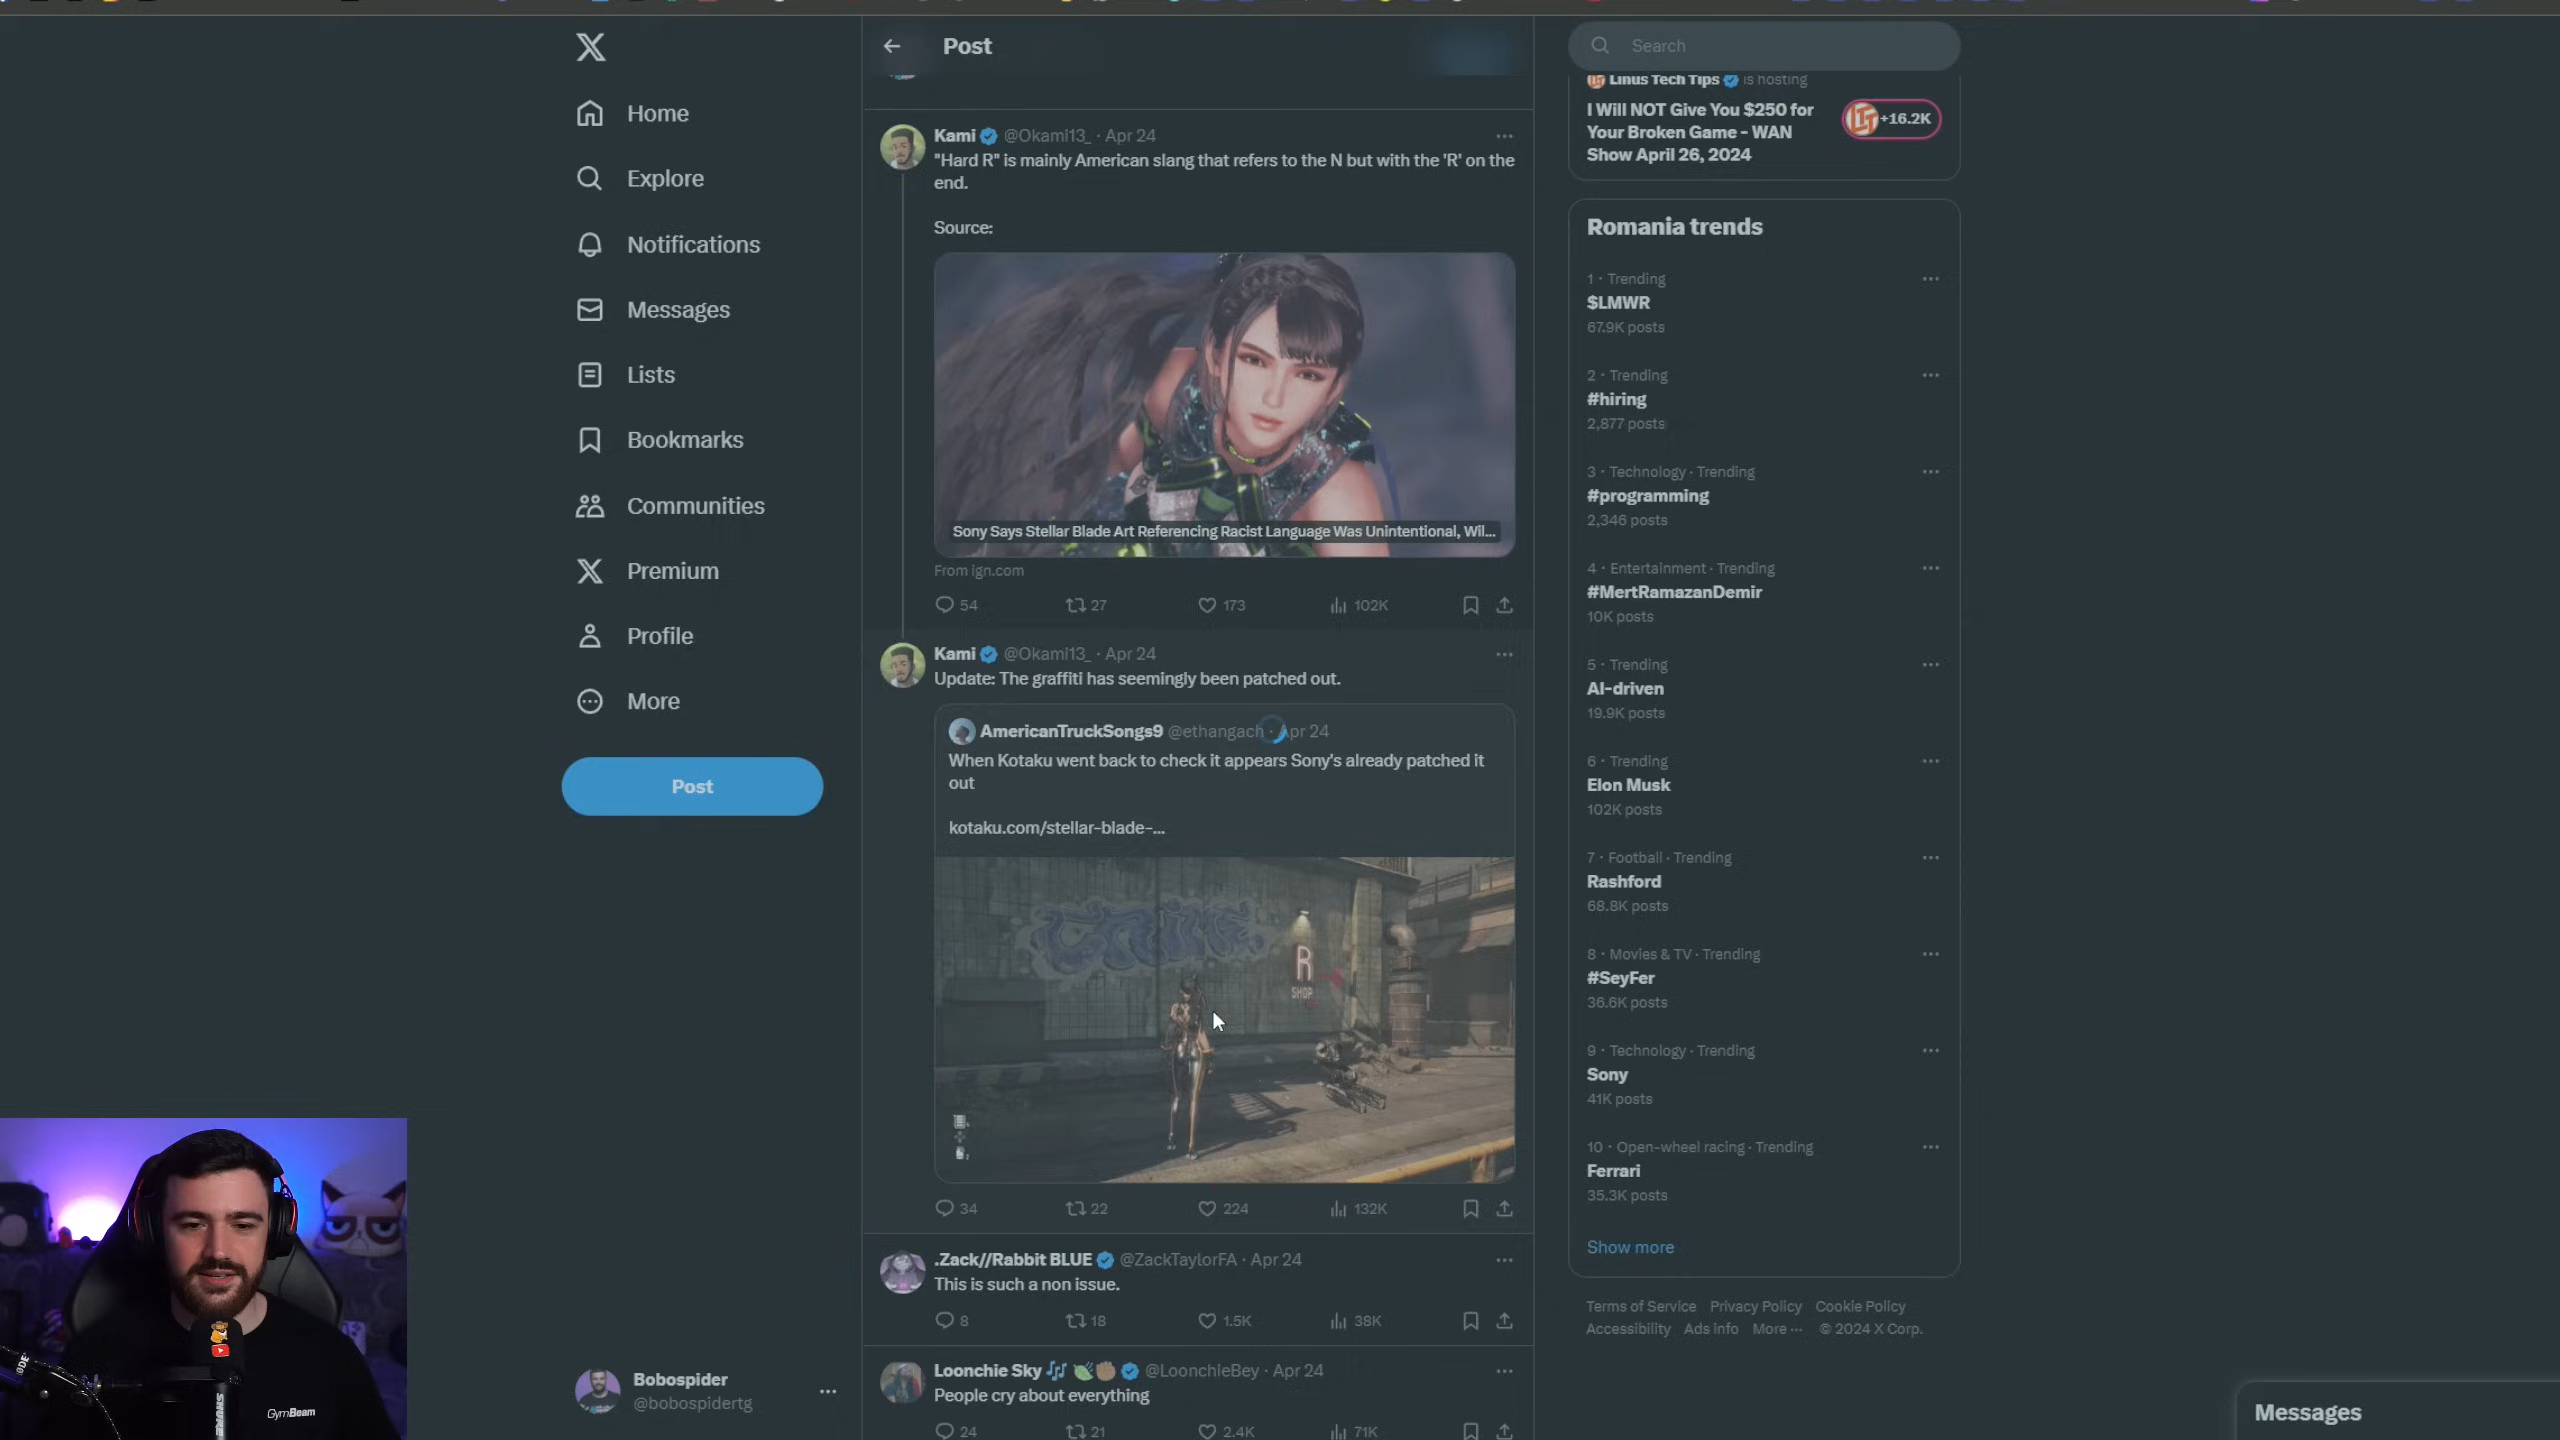 Home
Explore
Notifications
Messages
Lists
Bookmarks
Communities
Premium
Profile
More
Post
Bobospider
@bobospidertg
Post
Kami @Okami13_ · Apr 24
"Hard R" is mainly American slang that refers to the N but with the 'R' on the
end.
Source:
Sony Says Stellar Blade Art Referencing Racist Language Was Unintentional, Wil...
From ign.com
54 27 173 102K
Kami @Okami13_ · Apr 24
Update: The graffiti has seemingly been patched out.
AmericanTruckSongs9 @ethangach · Apr 24
When Kotaku went back to check it appears Sony's already patched it
out
kotaku.com/stellar-blade-...
CRIME
R
SHOP
34 22 224 132K
.Zack//Rabbit BLUE @ZackTaylorFA · Apr 24
This is such a non issue.
8 18 1.5K 38K
Loonchie Sky @LoonchieBey · Apr 24
People cry about everything
24 21 2.4K 71K
Search
Linus Tech Tips is hosting
I Will NOT Give You $250 for
Your Broken Game - WAN
Show April 26, 2024
+16.2K
Romania trends
1 · Trending
$LMWR
67.9K posts
2 · Trending
#hiring
2,877 posts
3 · Technology · Trending
#programming
2,346 posts
4 · Entertainment · Trending
#MertRamazanDemir
10K posts
5 · Trending
AI-driven
19.9K posts
6 · Trending
Elon Musk
102K posts
7 · Football · Trending
Rashford
68.8K posts
8 · Movies & TV · Trending
#SeyFer
36.6K posts
9 · Technology · Trending
Sony
41K posts
10 · Open-wheel racing · Trending
Ferrari
35.3K posts
Show more
Terms of Service Privacy Policy Cookie Policy
Accessibility Ads info More ··· © 2024 X Corp.
Messages
GymBeam